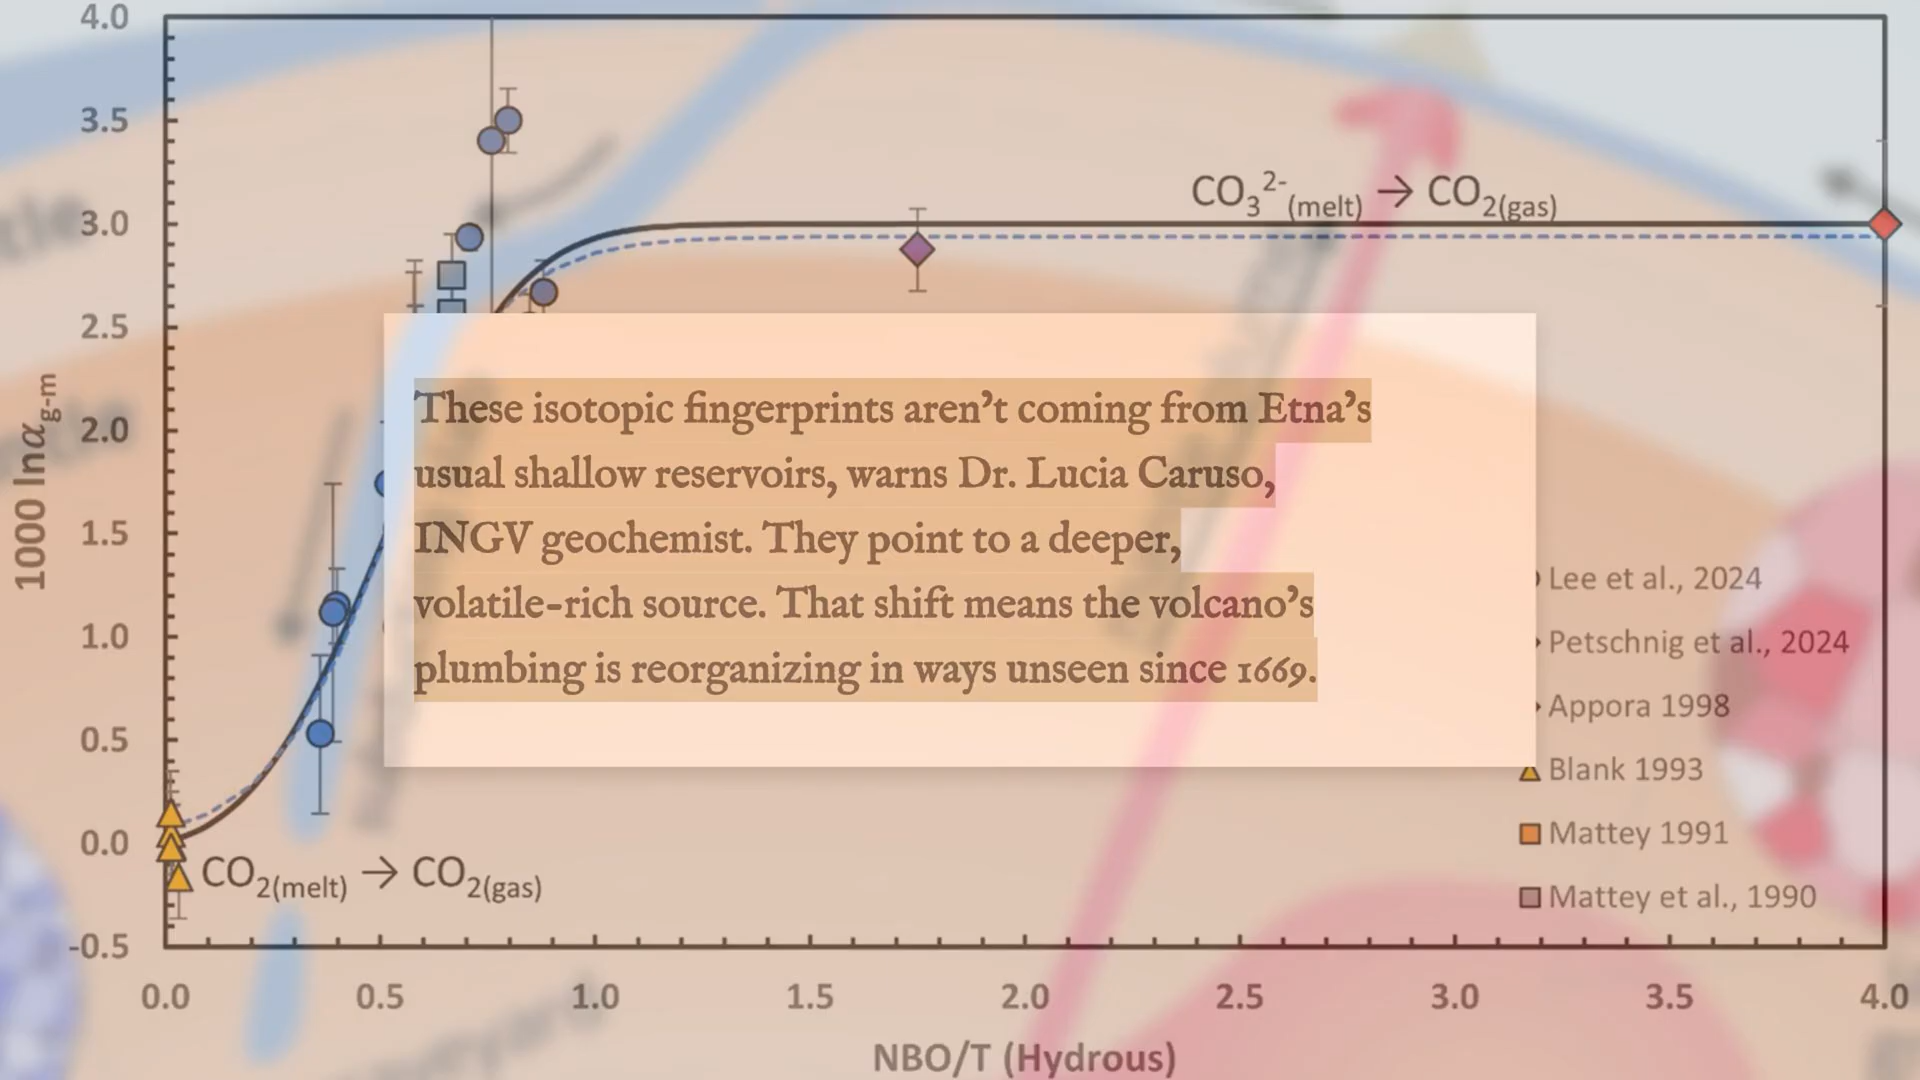 4.0
3.5
3.0
2.5
2.0
1.5
1.0
0.5
0.0
-0.5
1000 lnα g-m
CO₃²⁻(melt) → CO₂(gas)
These isotopic fingerprints aren’t coming from Etna’s
usual shallow reservoirs, warns Dr. Lucia Caruso,
INGV geochemist. They point to a deeper,
volatile-rich source. That shift means the volcano’s
plumbing is reorganizing in ways unseen since 1669.
Lee et al., 2024
Petschnig et al., 2024
Appora 1998
Blank 1993
Mattey 1991
Mattey et al., 1990
CO₂(melt) → CO₂(gas)
0.0 0.5 1.0 1.5 2.0 2.5 3.0 3.5 4.0
NBO/T (Hydrous)